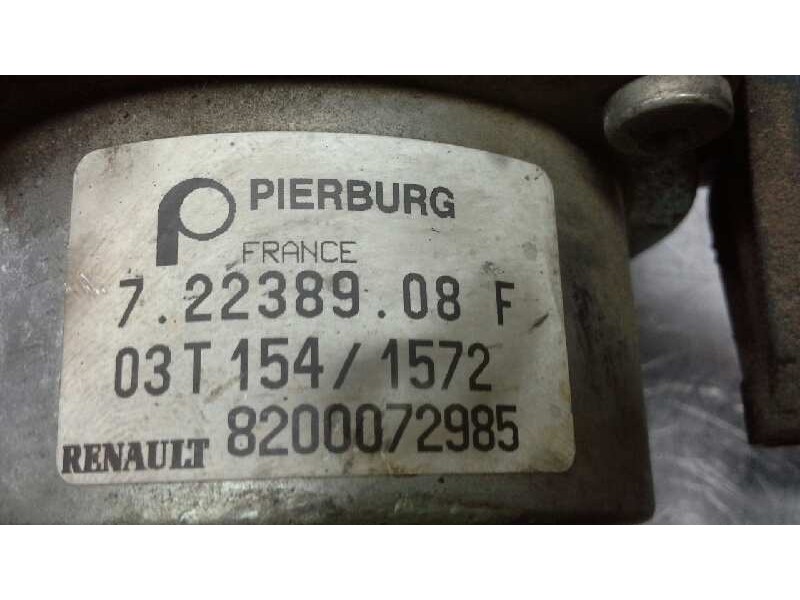 PIERBURG
FRANCE
7.22389.08 F
03T 154/1572
RENAULT 8200072985